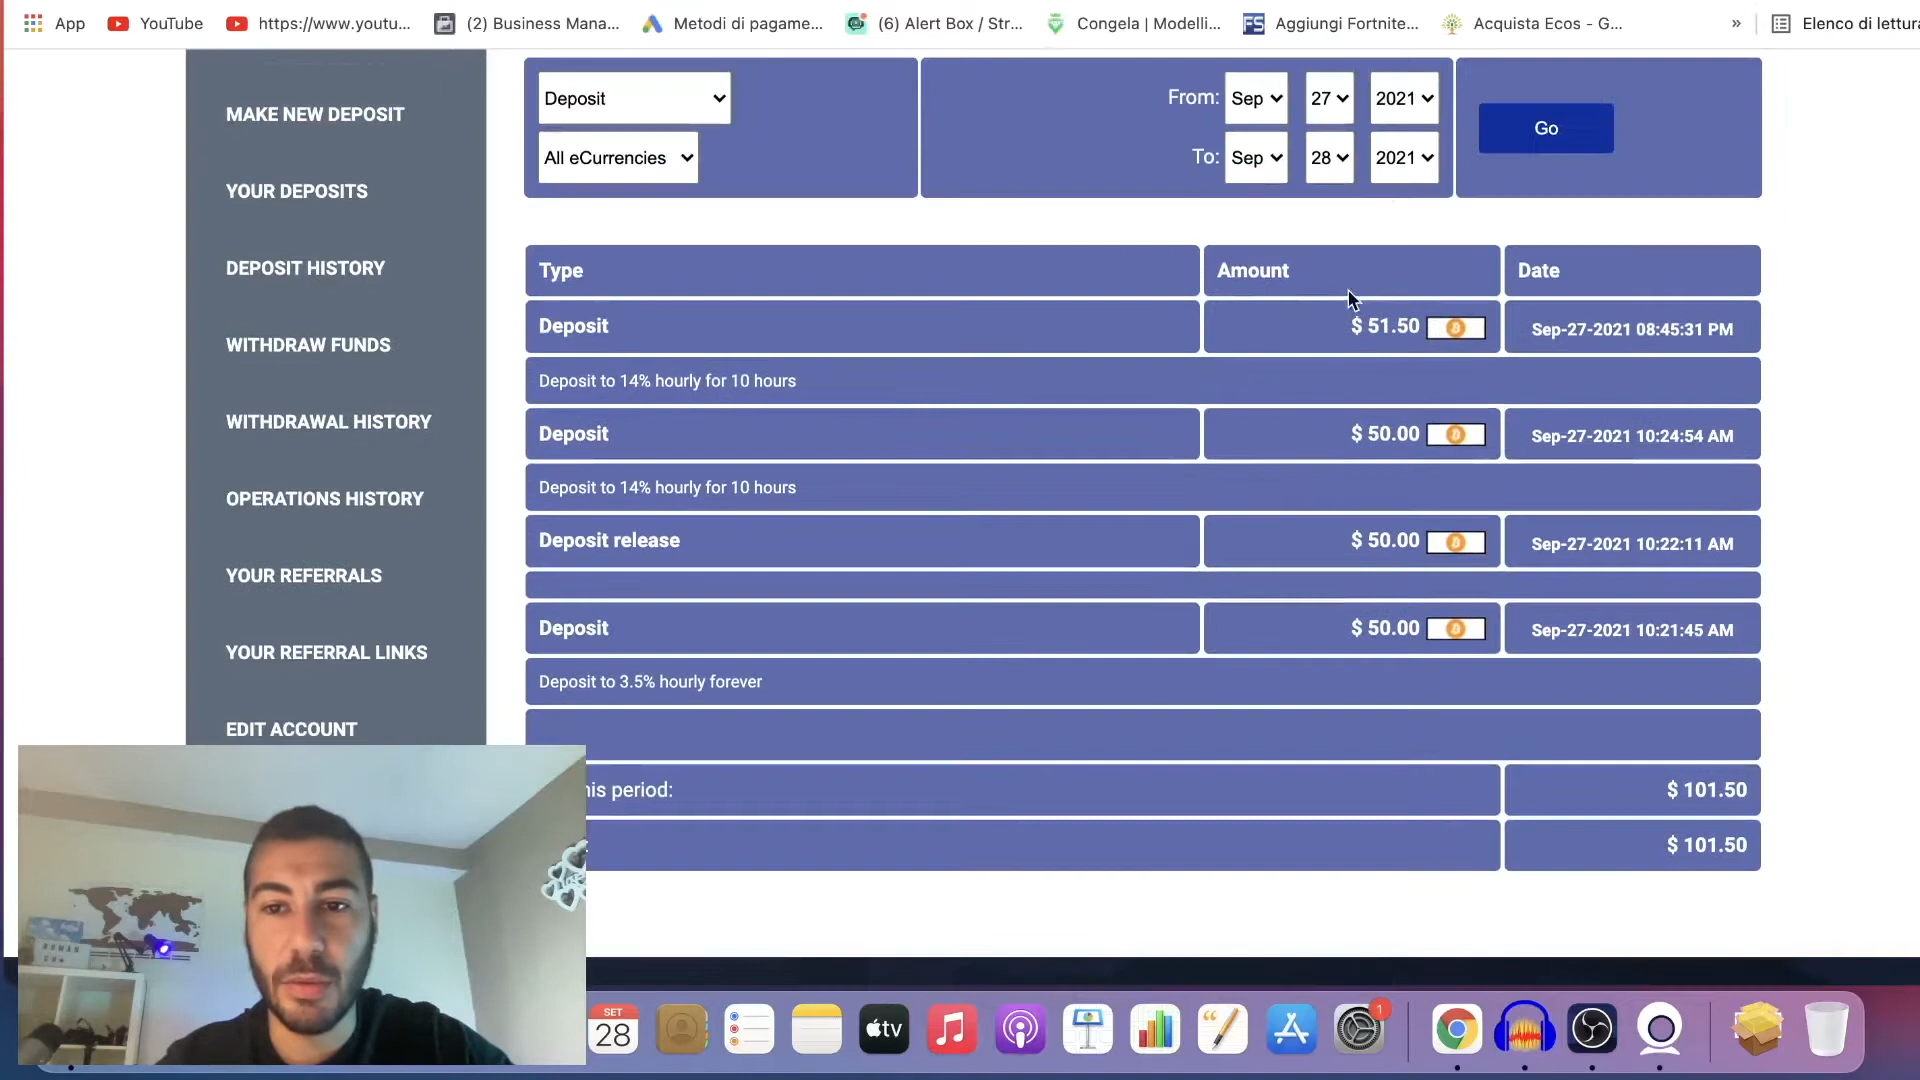 App YouTube https://www.youtu... (2) Business Mana... Metodi di pagame... (6) Alert Box / Str... Congela | Modelli... FS Aggiungi Fortnite... Acquista Ecos - G... » Elenco di lettura
MAKE NEW DEPOSIT
YOUR DEPOSITS
DEPOSIT HISTORY
WITHDRAW FUNDS
WITHDRAWAL HISTORY
OPERATIONS HISTORY
YOUR REFERRALS
YOUR REFERRAL LINKS
EDIT ACCOUNT
Deposit From: Sep 27 2021
All eCurrencies To: Sep 28 2021
Go
Type Amount Date
Deposit $ 51.50 Sep-27-2021 08:45:31 PM
Deposit to 14% hourly for 10 hours
Deposit $ 50.00 Sep-27-2021 10:24:54 AM
Deposit to 14% hourly for 10 hours
Deposit release $ 50.00 Sep-27-2021 10:22:11 AM
Deposit $ 50.00 Sep-27-2021 10:21:45 AM
Deposit to 3.5% hourly forever
his period: $ 101.50
$ 101.50
SET
28
tv
1